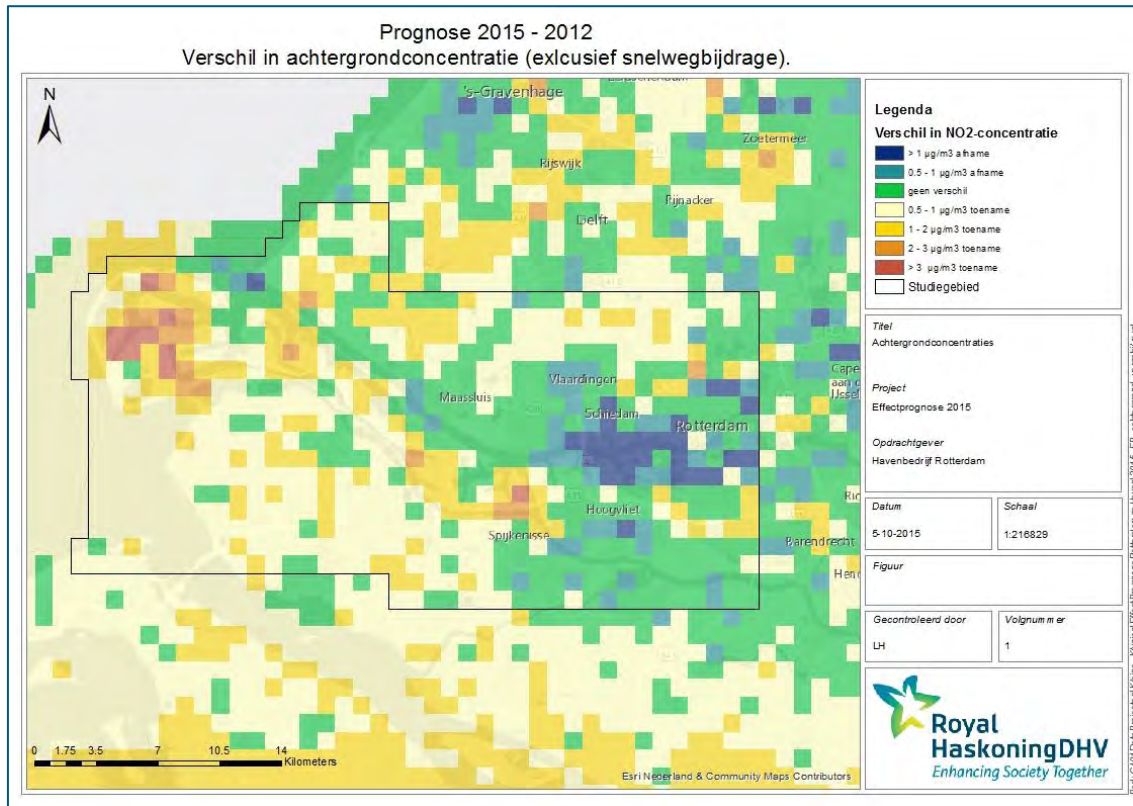 Prognose 2015 - 2012
Verschil in achtergrondconcentratie (exlcusief snelwegbijdrage).
N
's-Gravenhage
Zoetermeer
Rijswijk
Rijnacker
Delft
Vlaardingen
Maassluis
Schiedam
Rotterdam
Cape
aan d
IJssel
Hoogvliet
Spijkenisse
Barendrecht
0 1.75 3.5 7 10.5 14
Kilometers
Esri Nederland & Community Maps Contributors
Legenda
Verschil in NO2-concentratie
> 1 µg/m3 afname
0.5 - 1 µg/m3 afname
geen verschil
0.5 - 1 µg/m3 toename
1 - 2 µg/m3 toename
2 - 3 µg/m3 toename
> 3 µg/m3 toename
Studiegebied
Titel
Achtergrondconcentraties
Project
Effectprognose 2015
Opdrachtgever
Havenbedrijf Rotterdam
Datum
5-10-2015
Schaal
1:216829
Figuur
Gecontroleerd door
LH
Volgnummer
1
Royal
HaskoningDHV
Enhancing Society Together